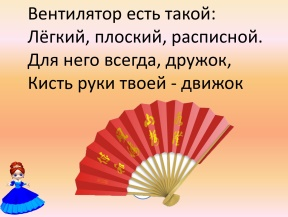 Вентилятор есть такой:
Лёгкий, плоский, расписной.
Для него всегда, дружок,
Кисть руки твоей - движок